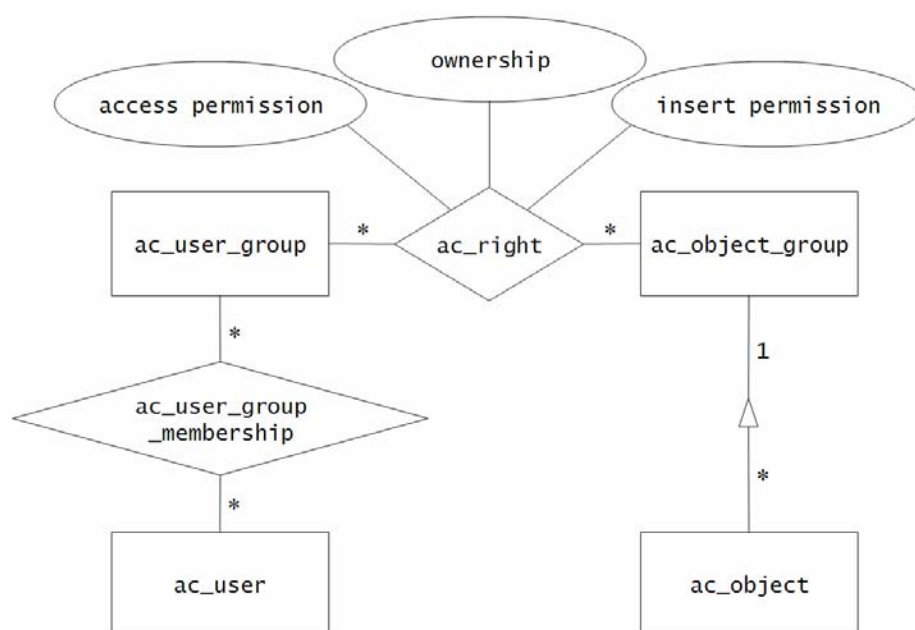 ownership
access permission
insert permission
*
*
ac_user_group
ac_right
ac_object_group
*
1
ac_user_group
_membership
*
*
ac_user
ac_object